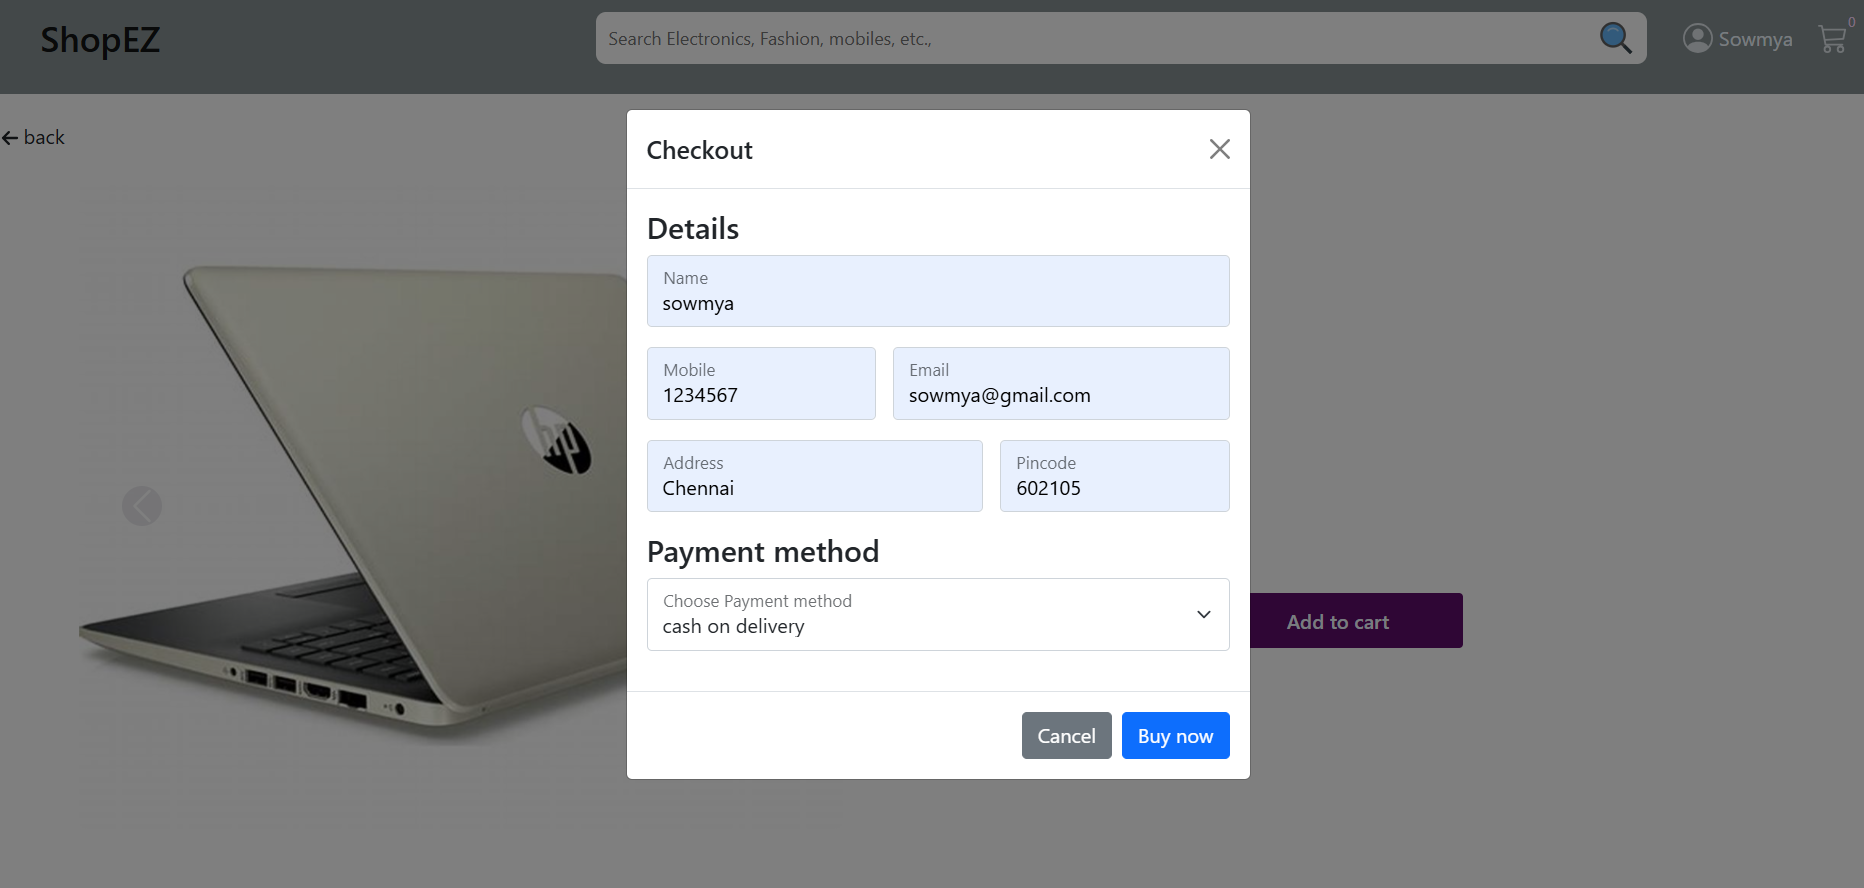 ShopEZ
Search Electronics, Fashion, mobiles, etc.,
Sowmya
0
back
Checkout
Details
Name
sowmya
Mobile
1234567
Email
sowmya@gmail.com
Address
Chennai
Pincode
602105
Payment method
Choose Payment method
cash on delivery
Add to cart
Cancel
Buy now
hp